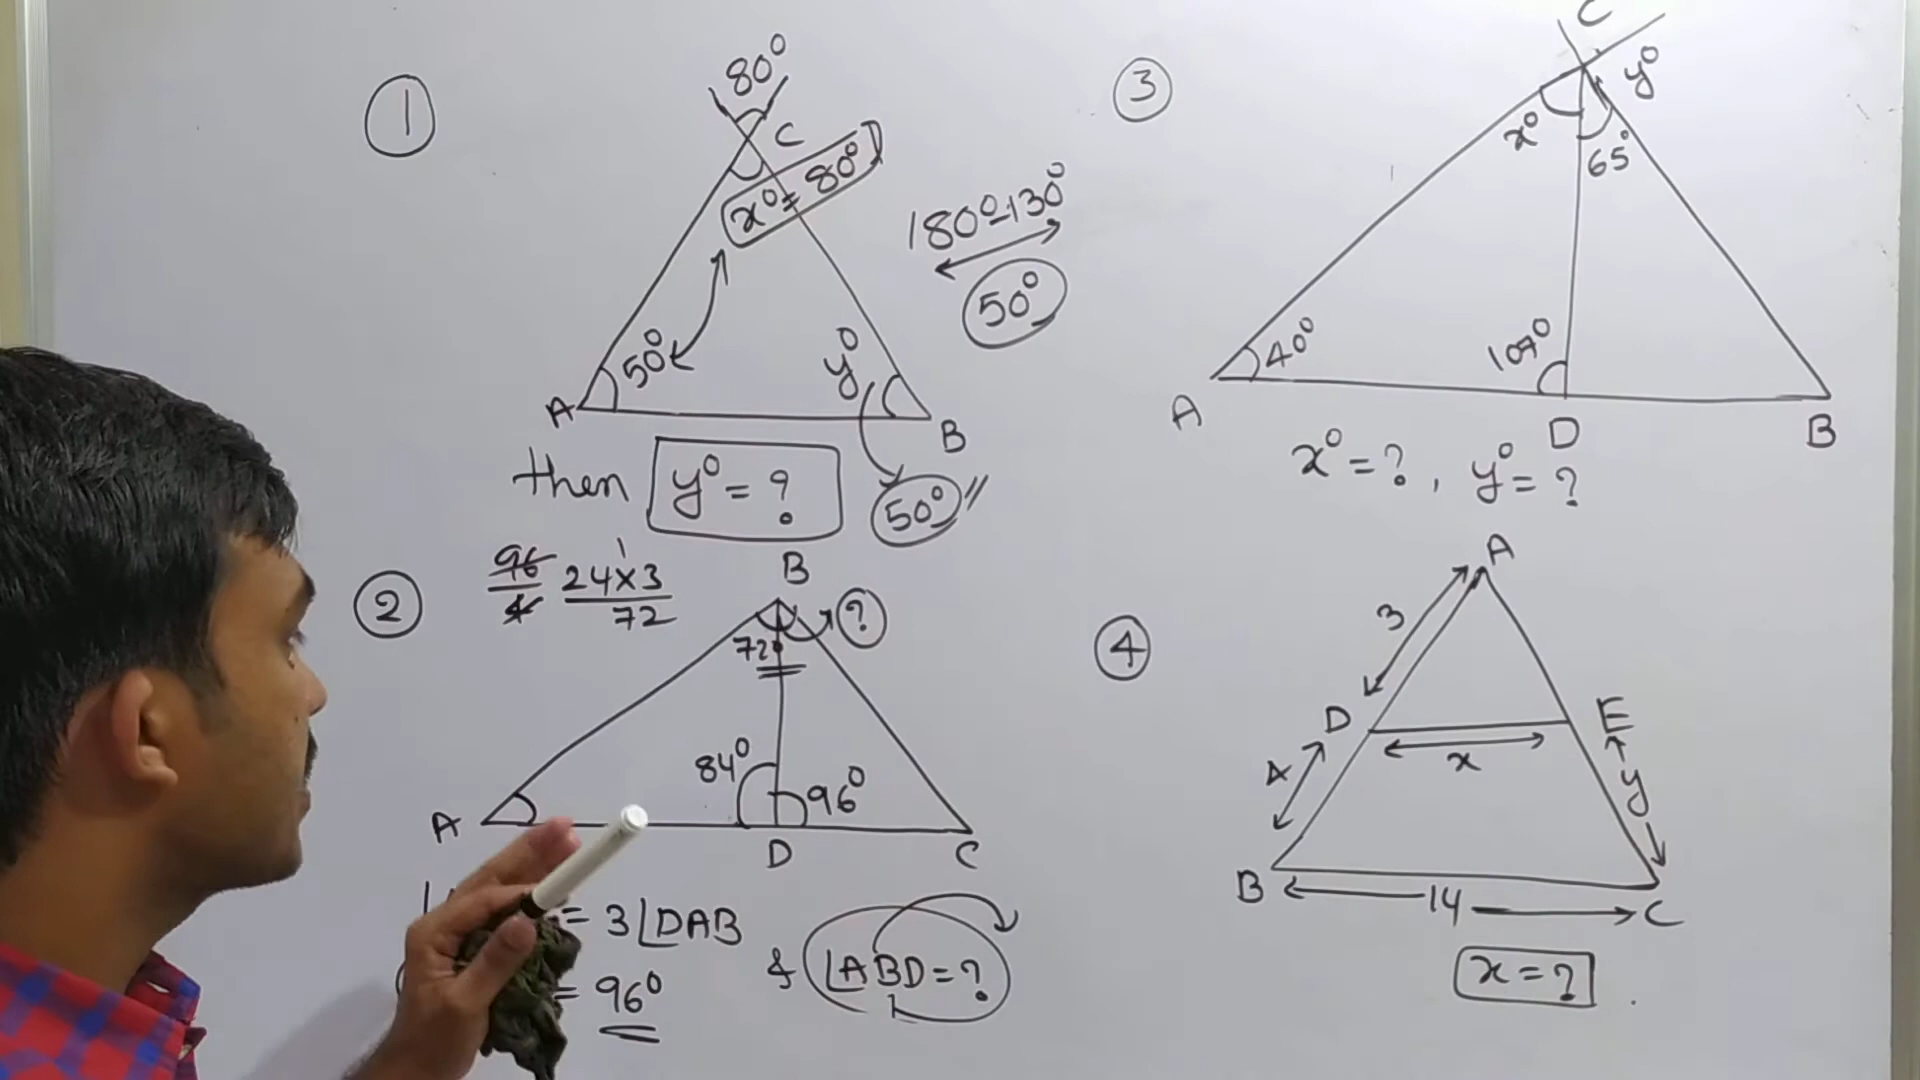 1
80°
C
x° = 80°
180° - 130°
50°
50°
y°
A
B
then y° = ?
50°
2
96
4
24 x 3
72
B
?
72°
84°
96°
A
D
C
= 3∠DAB
= 96°
& ∠ABD = ?
3
C
y°
x°
65°
40°
A
D
B
x° = ? , y° = ?
4
A
3
D
E
x
4
y
B
14
C
x = ?